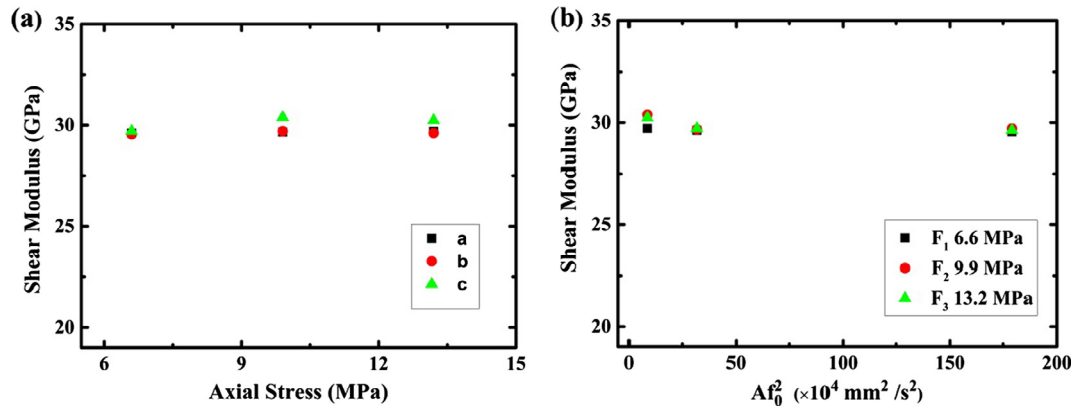 (a)
35
30
25
20
Shear Modulus (GPa)
6
9
12
15
Axial Stress (MPa)
a
b
c
(b)
35
30
25
20
Shear Modulus (GPa)
0
50
100
150
200
Af₀² (×10⁴ mm² /s²)
F₁ 6.6 MPa
F₂ 9.9 MPa
F₃ 13.2 MPa